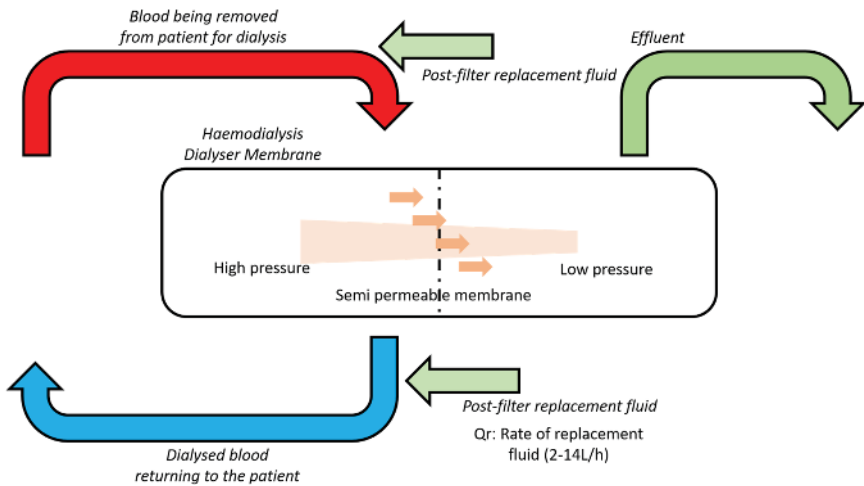 Blood being removed
from patient for dialysis
Post-filter replacement fluid
Effluent
Haemodialysis
Dialyser Membrane
High pressure
Low pressure
Semi permeable membrane
Post-filter replacement fluid
Qr: Rate of replacement
fluid (2-14L/h)
Dialysed blood
returning to the patient